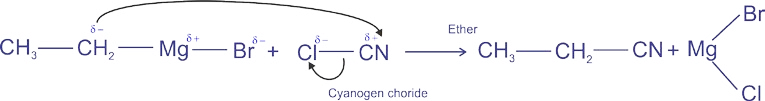 CH₃ — CH₂^δ− — Mg^δ+ — Br^δ− + Cl^δ− — CN^δ+ ⟶ Ether CH₃ — CH₂ — CN + Mg Br Cl
Cyanogen choride